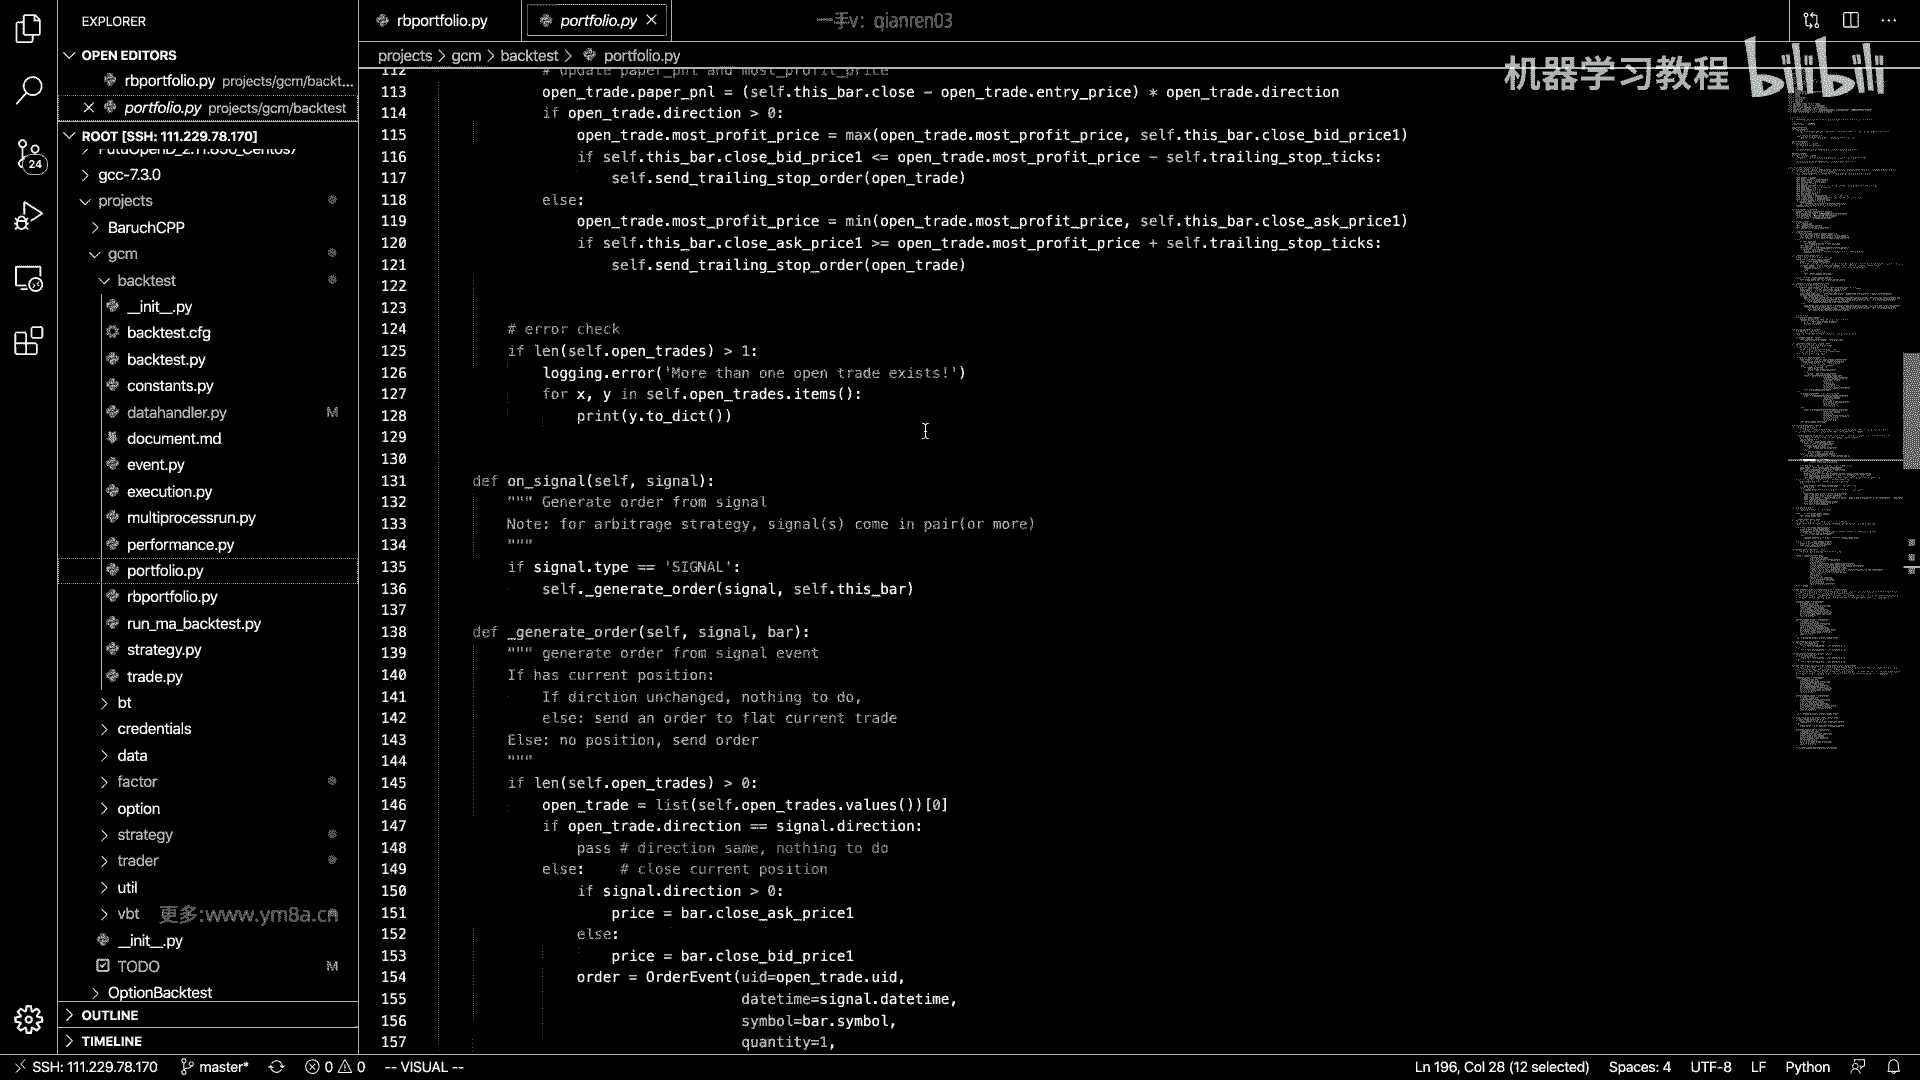 EXPLORER
OPEN EDITORS
rbportfolio.py projects/gcm/backt...
portfolio.py projects/gcm/backtest
ROOT [SSH: 111.229.78.170]
gcc-7.3.0
projects
BaruchCPP
gcm
backtest
__init__.py
backtest.cfg
backtest.py
constants.py
datahandler.py M
document.md
event.py
execution.py
multiprocessrun.py
performance.py
portfolio.py
rbportfolio.py
run_ma_backtest.py
strategy.py
trade.py
bt
credentials
data
factor
option
strategy
trader
util
vbt
更多:www.ym8a.cn
__init__.py
TODO M
OptionBacktest
OUTLINE
TIMELINE
24
rbportfolio.py
portfolio.py
一手v: qianren03
projects > gcm > backtest > portfolio.py
机器学习教程 bilibili
112 # update paper_pnl and most_profit_price
113 open_trade.paper_pnl = (self.this_bar.close - open_trade.entry_price) * open_trade.direction
114 if open_trade.direction > 0:
115 open_trade.most_profit_price = max(open_trade.most_profit_price, self.this_bar.close_bid_price1)
116 if self.this_bar.close_bid_price1 <= open_trade.most_profit_price - self.trailing_stop_ticks:
117 self.send_trailing_stop_order(open_trade)
118 else:
119 open_trade.most_profit_price = min(open_trade.most_profit_price, self.this_bar.close_ask_price1)
120 if self.this_bar.close_ask_price1 >= open_trade.most_profit_price + self.trailing_stop_ticks:
121 self.send_trailing_stop_order(open_trade)
122
123
124 # error check
125 if len(self.open_trades) > 1:
126 logging.error('More than one open trade exists!')
127 for x, y in self.open_trades.items():
128 print(y.to_dict())
129
130
131 def on_signal(self, signal):
132 """ Generate order from signal
133 Note: for arbitrage strategy, signal(s) come in pair(or more)
134 """
135 if signal.type == 'SIGNAL':
136 self._generate_order(signal, self.this_bar)
137
138 def _generate_order(self, signal, bar):
139 """ generate order from signal event
140 If has current position:
141 If dirction unchanged, nothing to do,
142 else: send an order to flat current trade
143 Else: no position, send order
144 """
145 if len(self.open_trades) > 0:
146 open_trade = list(self.open_trades.values())[0]
147 if open_trade.direction == signal.direction:
148 pass # direction same, nothing to do
149 else: # close current position
150 if signal.direction > 0:
151 price = bar.close_ask_price1
152 else:
153 price = bar.close_bid_price1
154 order = OrderEvent(uid=open_trade.uid,
155 datetime=signal.datetime,
156 symbol=bar.symbol,
157 quantity=1,
SSH: 111.229.78.170 master* 0 0 -- VISUAL -- Ln 196, Col 28 (12 selected) Spaces: 4 UTF-8 LF Python